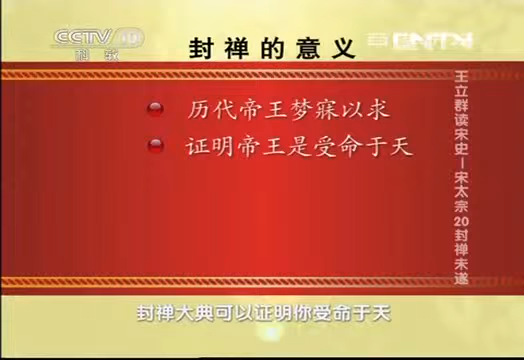 CCTV 10
科教
CNTV
封禅的意义
历代帝王梦寐以求
证明帝王是受命于天
王立群读宋史—宋太宗20封禅未遂
封禅大典可以证明你受命于天